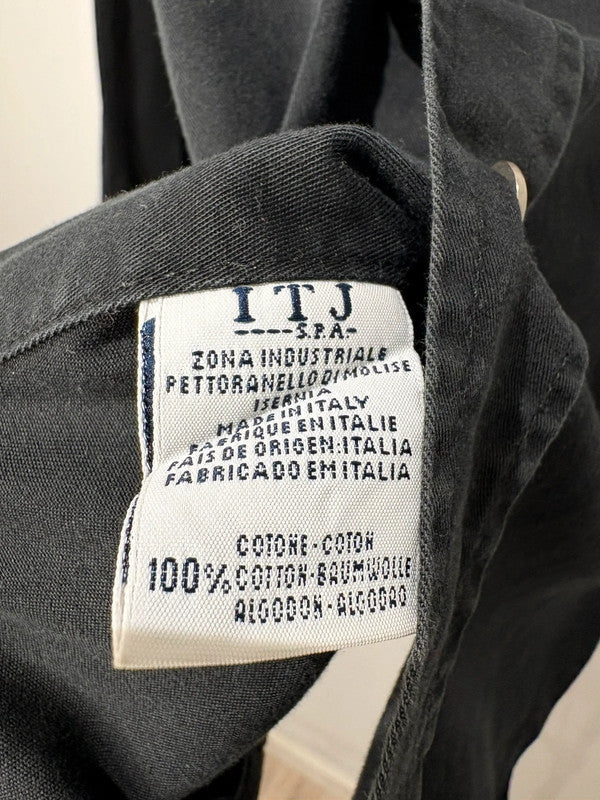 ITJ
----S.P.A-
ZONA INDUSTRIALE
PETTORANELLO DI MOLISE
ISERNIA
MADE IN ITALY
FABRIQUE EN ITALIE
PAIS DE ORIGEN:ITALIA
FABRICADO EM ITALIA
COTONE-COTON
100% COTTON-BAUMWOLLE
ALGODON-ALGODAO